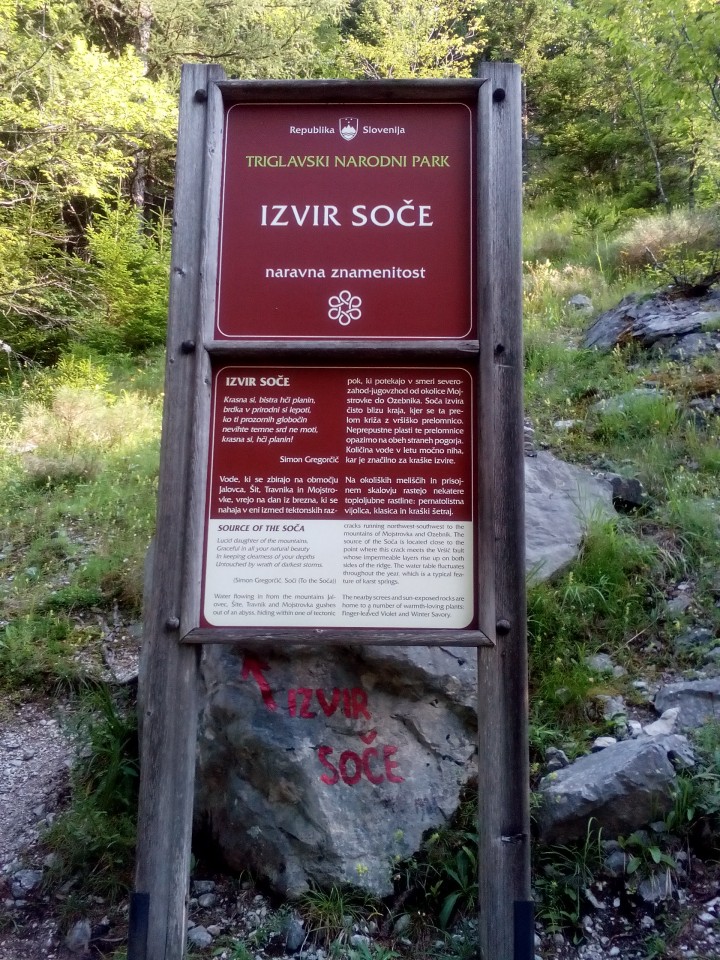 Republika Slovenija
TRIGLAVSKI NARODNI PARK
IZVIR SOČE
naravna znamenitost
IZVIR SOČE
Krasna si, bistra hči planin,
brdka v prirodni si lepoti,
ko ti prozornih globočin
nevihte temne srd ne moti,
krasna si, hči planin!
Simon Gregorčič
Vode, ki se zbirajo na območju
Jalovca, Šit, Travnika in Mojstro-
vke, vrejo na dan iz brezna, ki se
nahaja v eni izmed tektonskih raz-
pok, ki potekajo v smeri severo-
zahod-jugovzhod od okolice Moj-
strovke do Ozebnika. Soča izvira
čisto blizu kraja, kjer se ta pre-
lom križa z vršiško prelomnico.
Neprepustne plasti te prelomnice
opazimo na obeh straneh pogorja.
Količina vode v letu močno niha,
kar je značilno za kraške izvire.
Na okoliških meliščih in prisoj-
nem skalovju rastejo nekatere
toploljubne rastline: pernatolistna
vijolica, klasica in kraški šetraj.
SOURCE OF THE SOČA
Lucid daughter of the mountains,
Graceful in all your natural beauty
In keeping clearness of your depths
Untouched by wrath of darkest storms.
(Simon Gregorčič, Soči (To the Soča))
Water flowing in from the mountains Jal-
ovec, Šite, Travnik and Mojstrovka gushes
out of an abyss, hiding within one of tectonic
cracks running northwest-southwest to the
mountains of Mojstrovka and Ozebnik. The
source of the Soča is located close to the
point where this crack meets the Vršič butt
whose impermeable layers rise up on both
sides of the ridge. The water table fluctuates
throughout the year, which is a typical fea-
ture of karst springs.
The nearby screes and sun-exposed rocks are
home to a number of warmth-loving plants:
finger-leaved Violet and Winter Savory.
IZVIR
SOČE